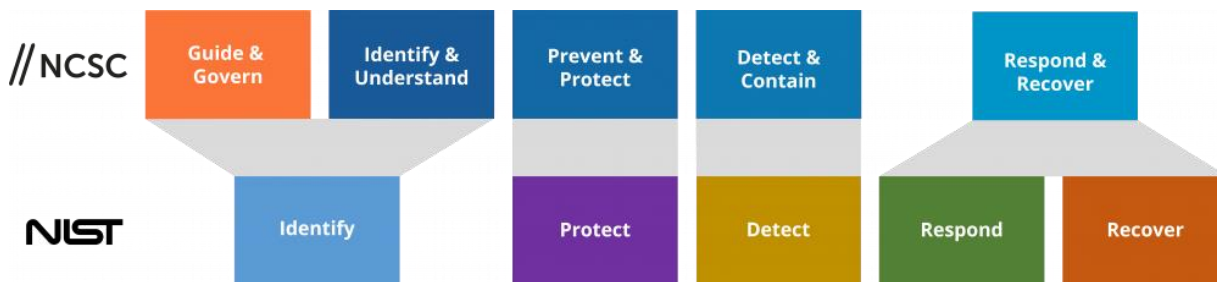 //NCSC
Guide &
Govern
Identify &
Understand
Prevent &
Protect
Detect &
Contain
Respond &
Recover
NIST
Identify
Protect
Detect
Respond
Recover